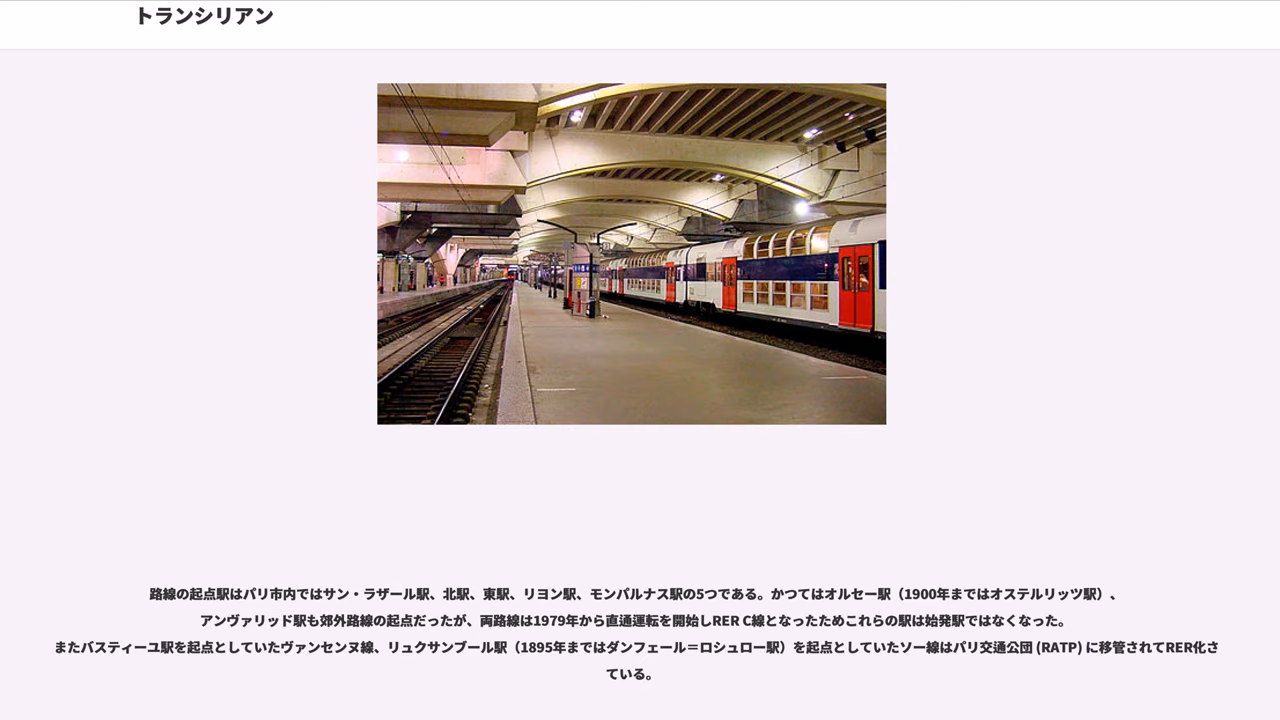 トランシリアン
路線の起点駅はパリ市内ではサン・ラザール駅、北駅、東駅、リヨン駅、モンパルナス駅の5つである。かつてはオルセー駅（1900年まではオステルリッツ駅）、
アンヴァリッド駅も郊外路線の起点だったが、両路線は1979年から直通運転を開始しRER C線となったためこれらの駅は始発駅ではなくなった。
またバスティーユ駅を起点としていたヴァンセンヌ線、リュクサンブール駅（1895年まではダンフェール＝ロシュロー駅）を起点としていたソー線はパリ交通公団 (RATP) に移管されてRER化さ
ている。